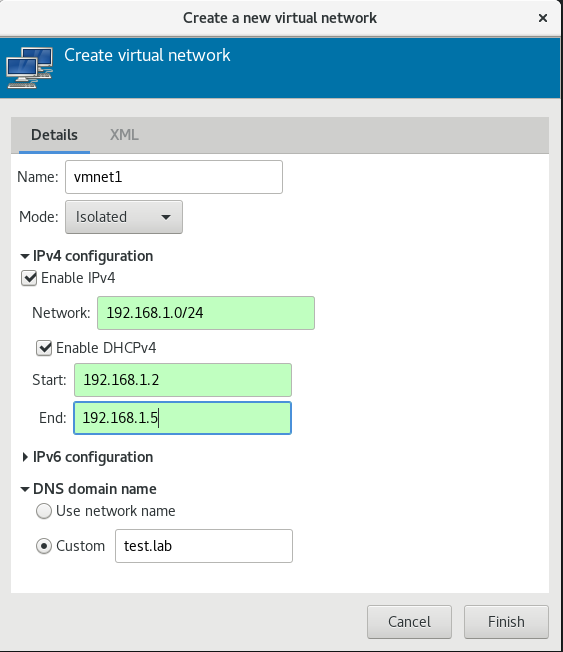 Create a new virtual network
Create virtual network
Details XML
Name: vmnet1
Mode: Isolated
IPv4 configuration
Enable IPv4
Network: 192.168.1.0/24
Enable DHCPv4
Start: 192.168.1.2
End: 192.168.1.5
IPv6 configuration
DNS domain name
Use network name
Custom test.lab
Cancel Finish